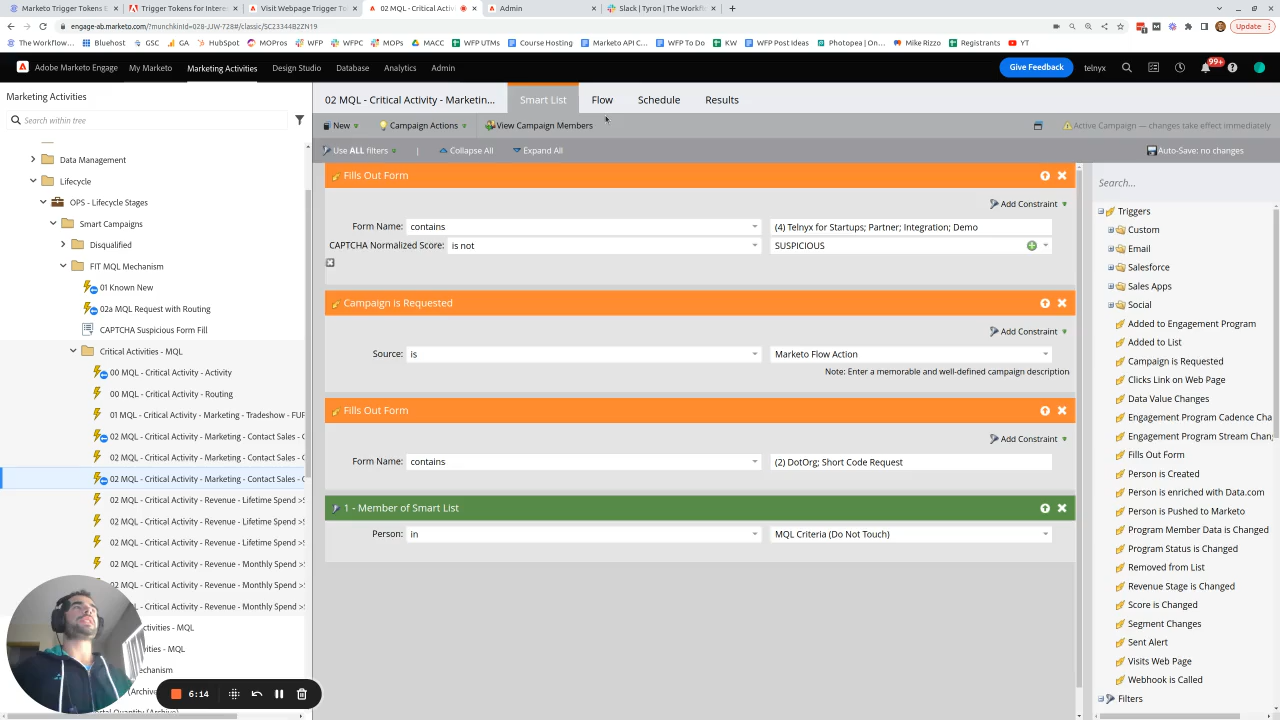 Marketo Trigger Tokens E
Trigger Tokens for Interes
Visit Webpage Trigger To
02 MQL - Critical Activi
Admin
Slack | Tyron | The Workfl
engage-ab.marketo.com/?munchkinId=028-JJW-728#/classic/SC23344B2ZN19
Update
The Workflow...
Bluehost
GSC
GA
HubSpot
MOPros
WFP
WFPC
MOPs
MACC
WFP UTMs
Course Hosting
Marketo API C...
WFP To Do
KW
WFP Post Ideas
Photopea | On...
Mike Rizzo
Registrants
YT
Adobe Marketo Engage
My Marketo
Marketing Activities
Design Studio
Database
Analytics
Admin
Give Feedback
telnyx
99+
Marketing Activities
Search within tree
Data Management
Lifecycle
OPS - Lifecycle Stages
Smart Campaigns
Disqualified
FIT MQL Mechanism
01 Known New
02a MQL Request with Routing
CAPTCHA Suspicious Form Fill
Critical Activities - MQL
00 MQL - Critical Activity - Activity
00 MQL - Critical Activity - Routing
01 MQL - Critical Activity - Marketing - Tradeshow - FUF
02 MQL - Critical Activity - Marketing - Contact Sales - C
02 MQL - Critical Activity - Marketing - Contact Sales - C
02 MQL - Critical Activity - Marketing - Contact Sales - C
02 MQL - Critical Activity - Revenue - Lifetime Spend >$
02 MQL - Critical Activity - Revenue - Lifetime Spend >$
02 MQL - Critical Activity - Revenue - Lifetime Spend >$
02 MQL - Critical Activity - Revenue - Monthly Spend >$
02 MQL - Critical Activity - Revenue - Monthly Spend >$
02 MQL - Critical Activity - Revenue - Monthly Spend >$
ctivities - MQL
ities - MQL
echanism
(Archiv
6:14
02 MQL - Critical Activity - Marketin...
Smart List
Flow
Schedule
Results
New
Campaign Actions
View Campaign Members
Active Campaign — changes take effect immediately
Use ALL filters
|
Collapse All
Expand All
Auto-Save: no changes
Fills Out Form
Add Constraint
Form Name:
contains
(4) Telnyx for Startups; Partner; Integration; Demo
CAPTCHA Normalized Score:
is not
SUSPICIOUS
Campaign is Requested
Add Constraint
Source:
is
Marketo Flow Action
Note: Enter a memorable and well-defined campaign description
Fills Out Form
Add Constraint
Form Name:
contains
(2) DotOrg; Short Code Request
1 - Member of Smart List
Person:
in
MQL Criteria (Do Not Touch)
Search...
Triggers
Custom
Email
Salesforce
Sales Apps
Social
Added to Engagement Program
Added to List
Campaign is Requested
Clicks Link on Web Page
Data Value Changes
Engagement Program Cadence Cha
Engagement Program Stream Chan
Fills Out Form
Person is Created
Person is enriched with Data.com
Person is Pushed to Marketo
Program Member Data is Changed
Program Status is Changed
Removed from List
Revenue Stage is Changed
Score is Changed
Segment Changes
Sent Alert
Visits Web Page
Webhook is Called
Filters